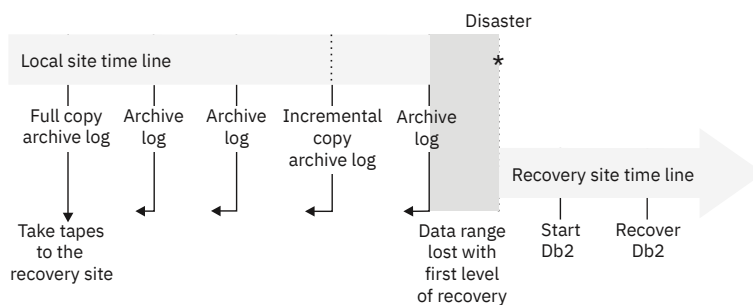 Disaster
Local site time line
*
Full copy
archive log
Archive
log
Archive
log
Incremental
copy
archive log
Archive
log
Recovery site time line
Take tapes
to the
recovery site
Data range
lost with
first level
of recovery
Start
Db2
Recover
Db2